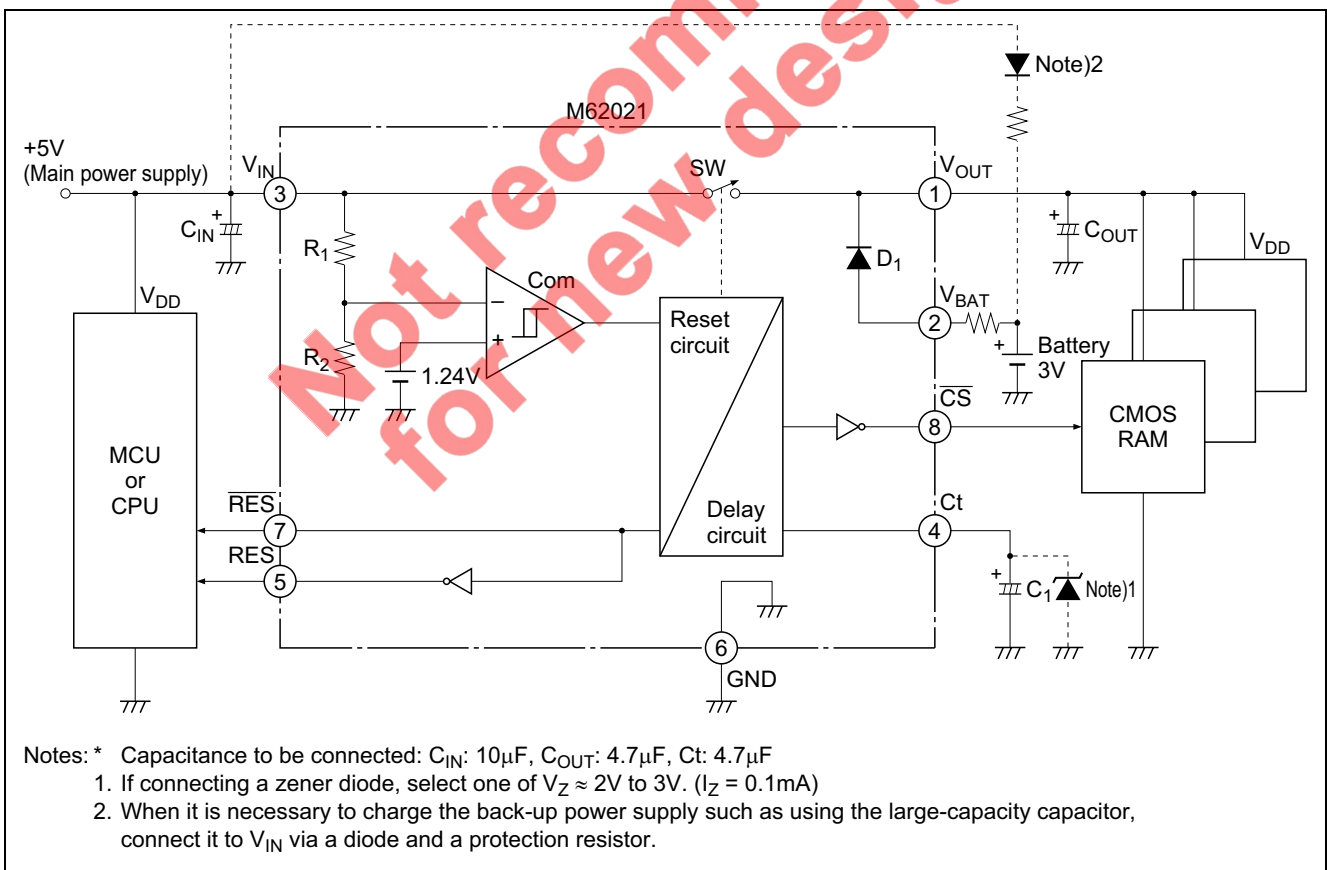 Not recom
for new desi
Note)2
M62021
+5V
(Main power supply)
VIN
3
SW
VOUT
1
+
CIN
R1
Com
−
+
R2
1.24V
D1
VBAT
2
+
COUT
VDD
VDD
Reset
circuit
+
Battery
3V
CS
8
CMOS
RAM
MCU
or
CPU
RES
7
RES
5
Delay
circuit
Ct
4
+
C1
Note)1
6
GND
Notes: * Capacitance to be connected: CIN: 10μF, COUT: 4.7μF, Ct: 4.7μF
1. If connecting a zener diode, select one of VZ ≈ 2V to 3V. (IZ = 0.1mA)
2. When it is necessary to charge the back-up power supply such as using the large-capacity capacitor,
connect it to VIN via a diode and a protection resistor.